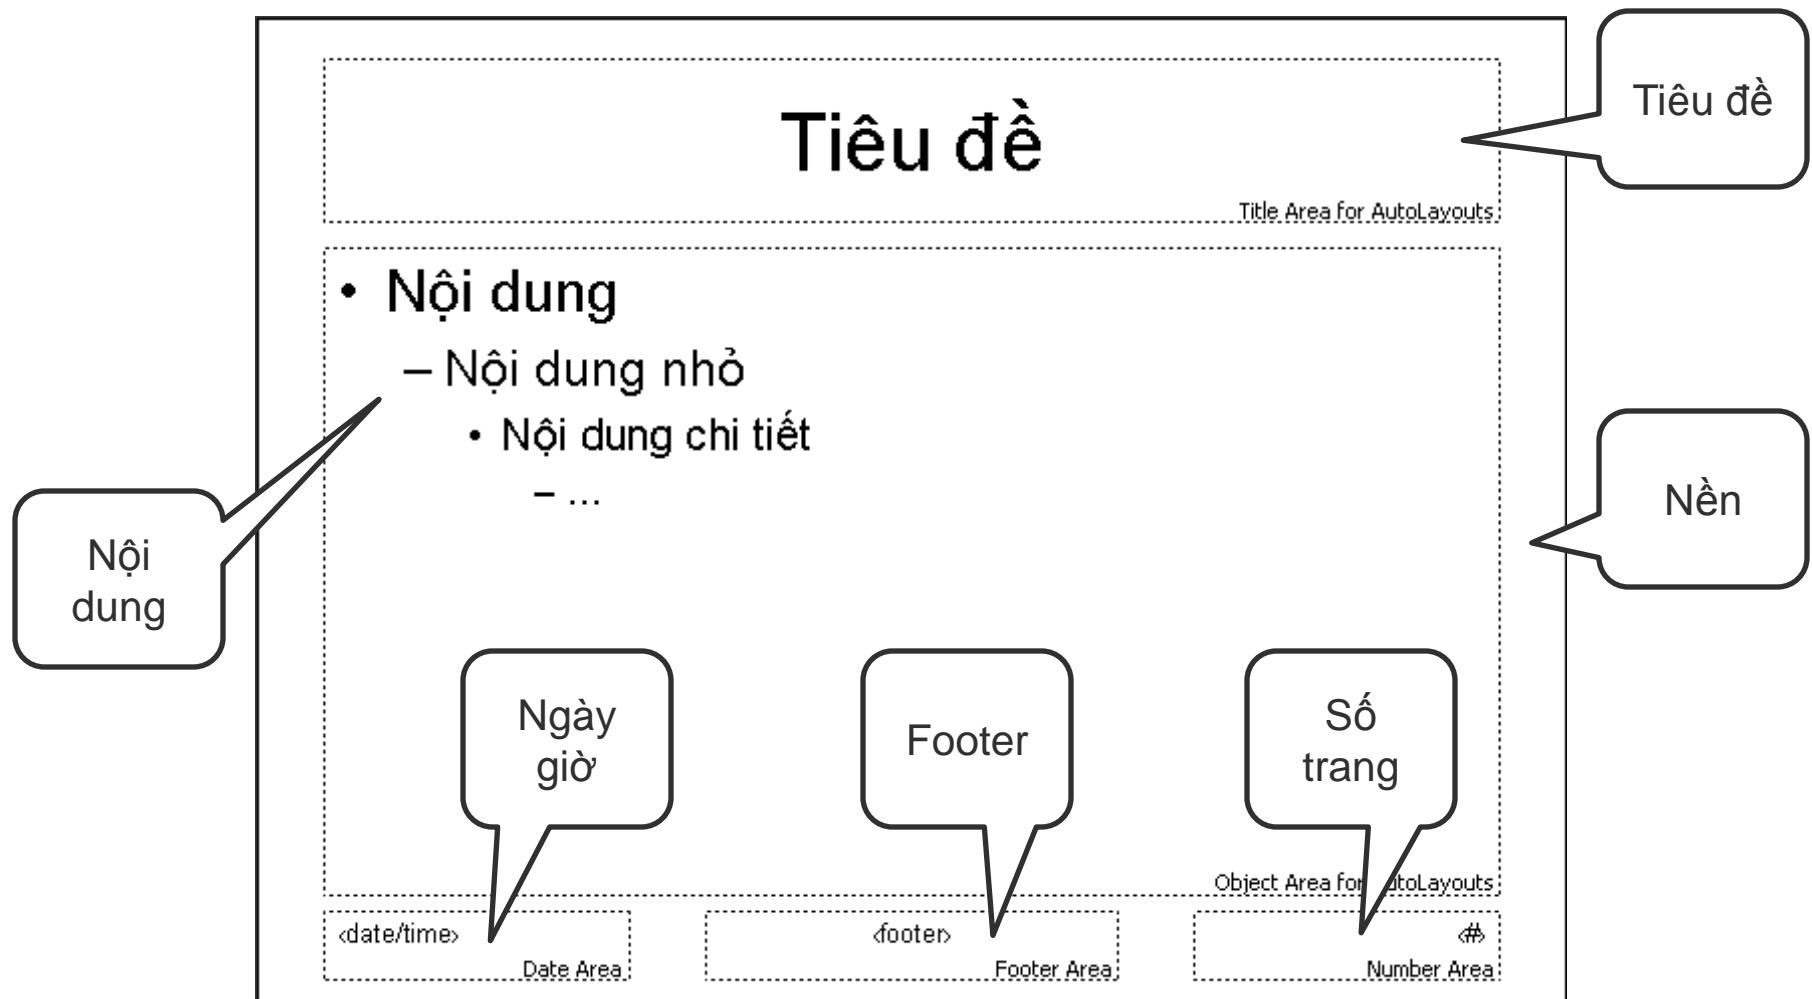 Tiêu đề
Title Area for AutoLayouts
Tiêu đề
• Nội dung
– Nội dung nhỏ
• Nội dung chi tiết
– ...
Nội
dung
Nền
Ngày
giờ
Footer
Số
trang
Object Area for utoLayouts
<date/time>
Date Area
<footer>
Footer Area
<#>
Number Area